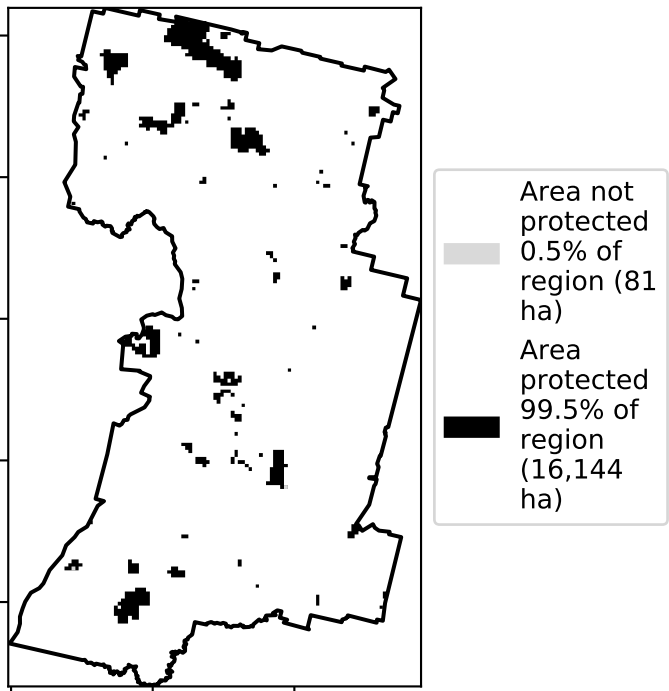 Area not
protected
0.5% of
region (81
ha)
Area
protected
99.5% of
region
(16,144
ha)